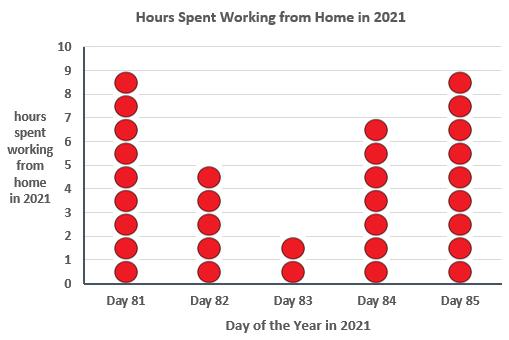 Hours Spent Working from Home in 2021
10
9
8
7
6
5
4
3
2
1
0
hours
spent
working
from
home
in 2021
Day 81
Day 82
Day 83
Day 84
Day 85
Day of the Year in 2021